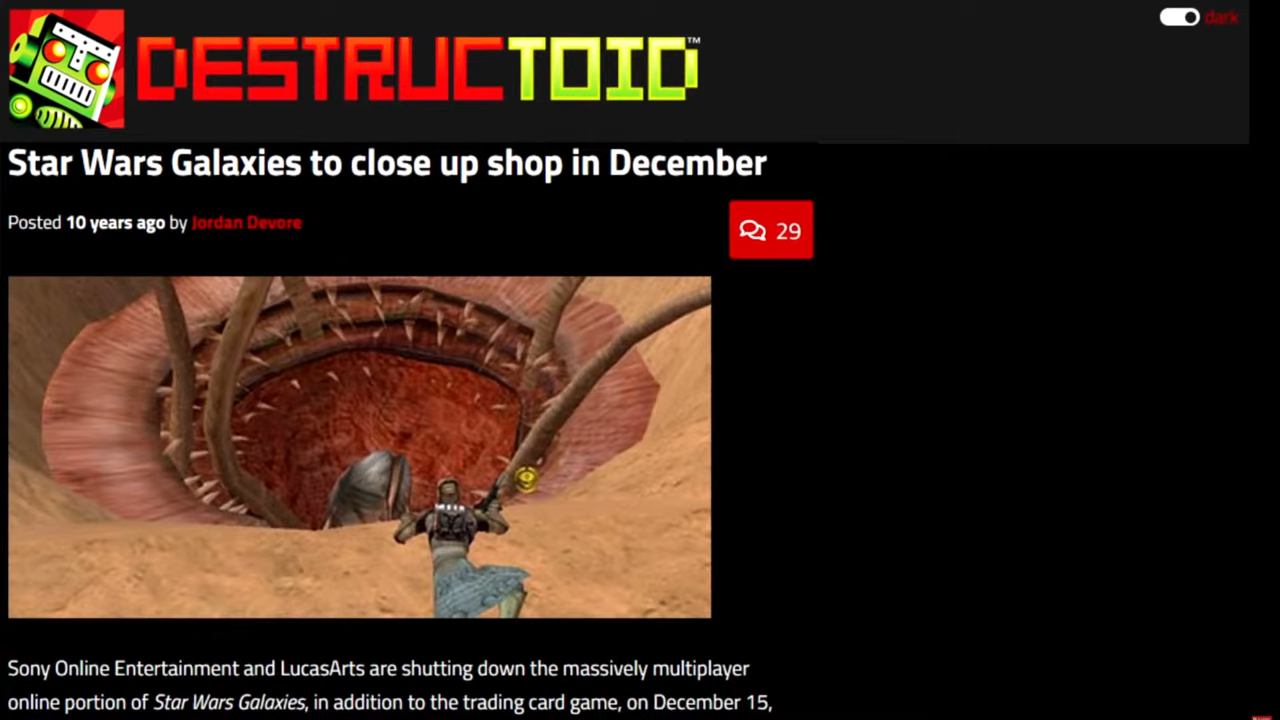 DESTRUCTOID™
dark
Star Wars Galaxies to close up shop in December
Posted 10 years ago by Jordan Devore
29
Sony Online Entertainment and LucasArts are shutting down the massively multiplayer
online portion of Star Wars Galaxies, in addition to the trading card game, on December 15,